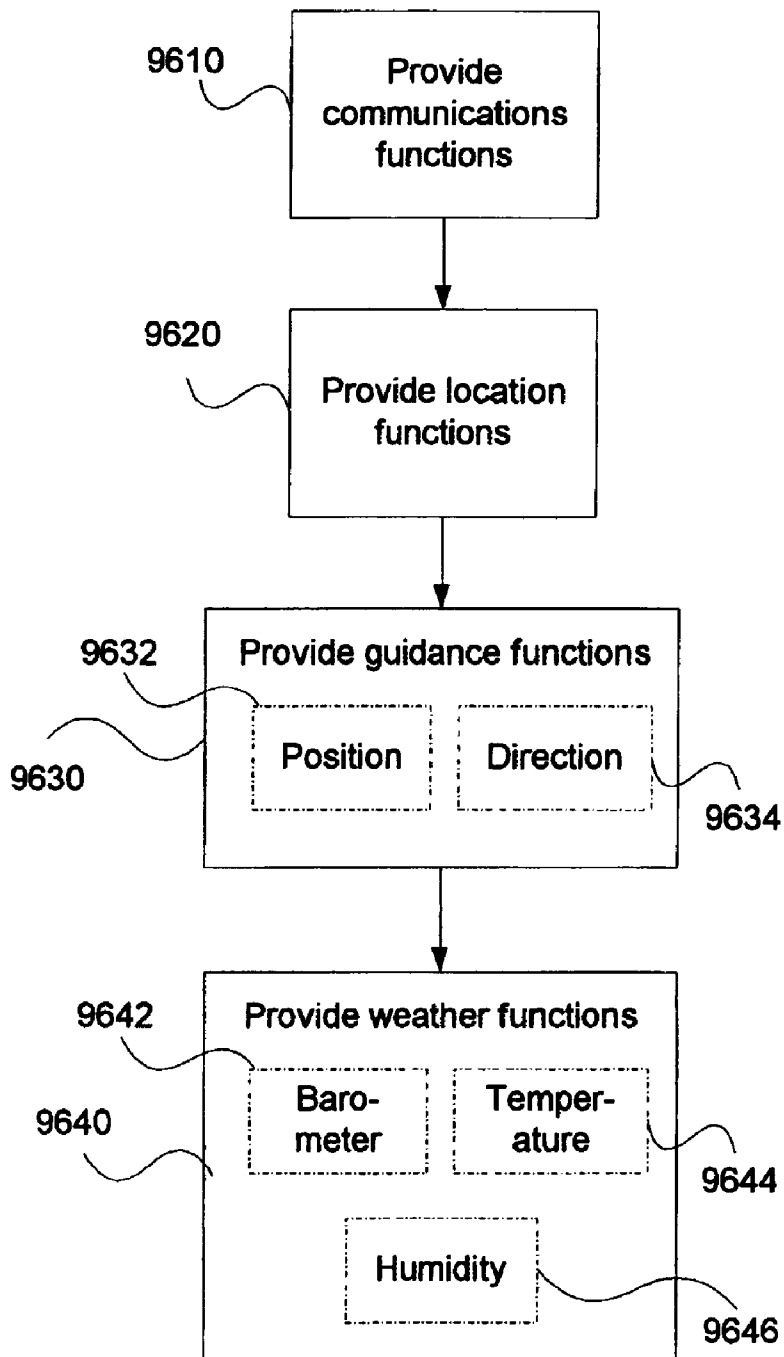 9610
Provide
communications
functions
9620
Provide location
functions
9632
Provide guidance functions
Position
Direction
9630
9634
9642
Provide weather functions
Baro-
meter
Temper-
ature
9640
9644
Humidity
9646